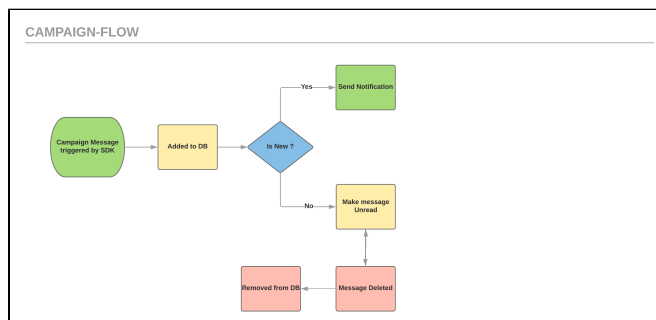 CAMPAIGN-FLOW
Yes
Send Notification
Campaign Message
triggered by SDK
Added to DB
Is New ?
No
Make message
Unread
Removed from DB
Message Deleted